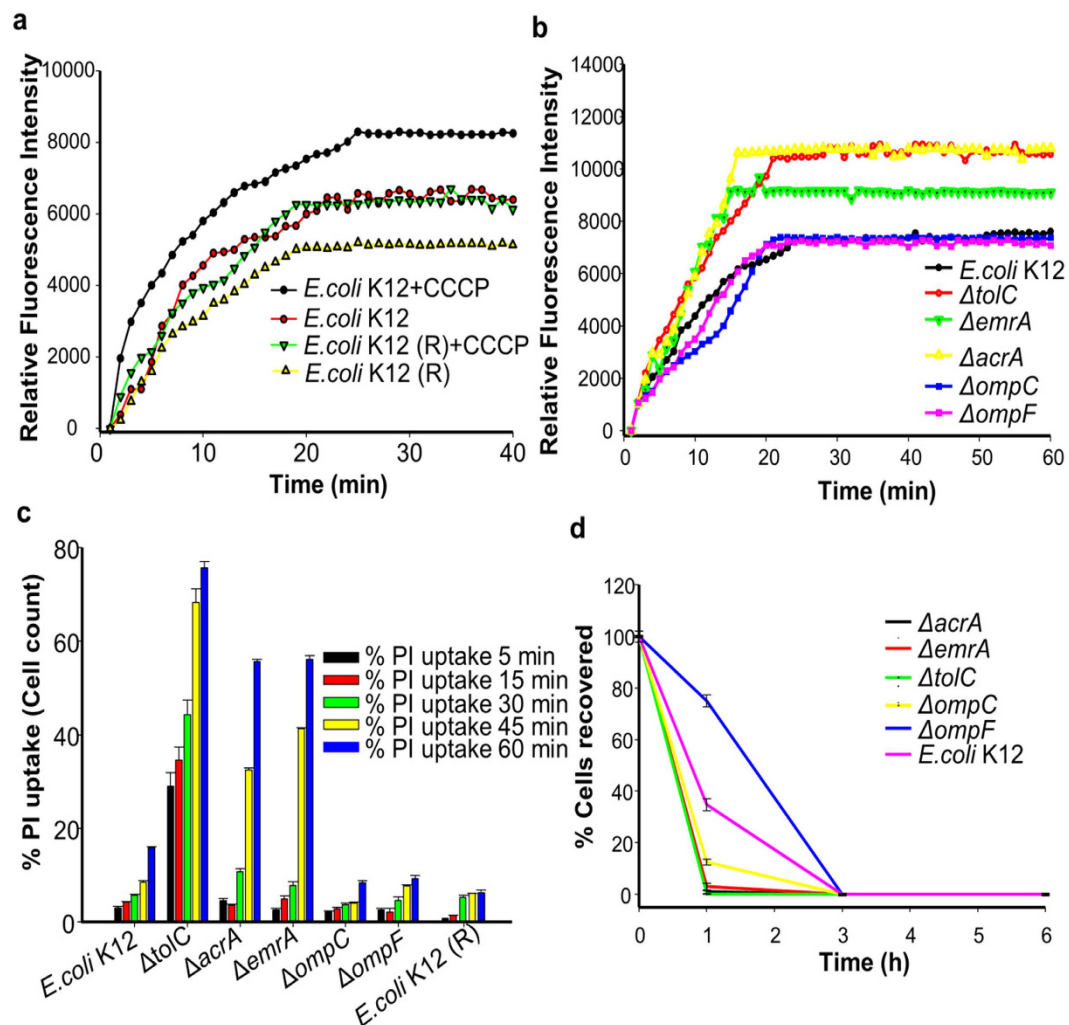 a
Relative Fluorescence Intensity
10000
8000
6000
4000
2000
0
0
10
20
30
40
Time (min)
E.coli K12+CCCP
E.coli K12
E.coli K12 (R)+CCCP
E.coli K12 (R)
b
Relative Fluorescence Intensity
14000
12000
10000
8000
6000
4000
2000
0
0
10
20
30
40
50
60
Time (min)
E.coli K12
ΔtolC
ΔemrA
ΔacrA
ΔompC
ΔompF
c
% PI uptake (Cell count)
80
60
40
20
0
% PI uptake 5 min
% PI uptake 15 min
% PI uptake 30 min
% PI uptake 45 min
% PI uptake 60 min
E.coli K12
ΔtolC
ΔacrA
ΔemrA
ΔompC
ΔompF
E.coli K12 (R)
d
% Cells recovered
120
100
80
60
40
20
0
0
1
2
3
4
5
6
Time (h)
ΔacrA
ΔemrA
ΔtolC
ΔompC
ΔompF
E.coli K12